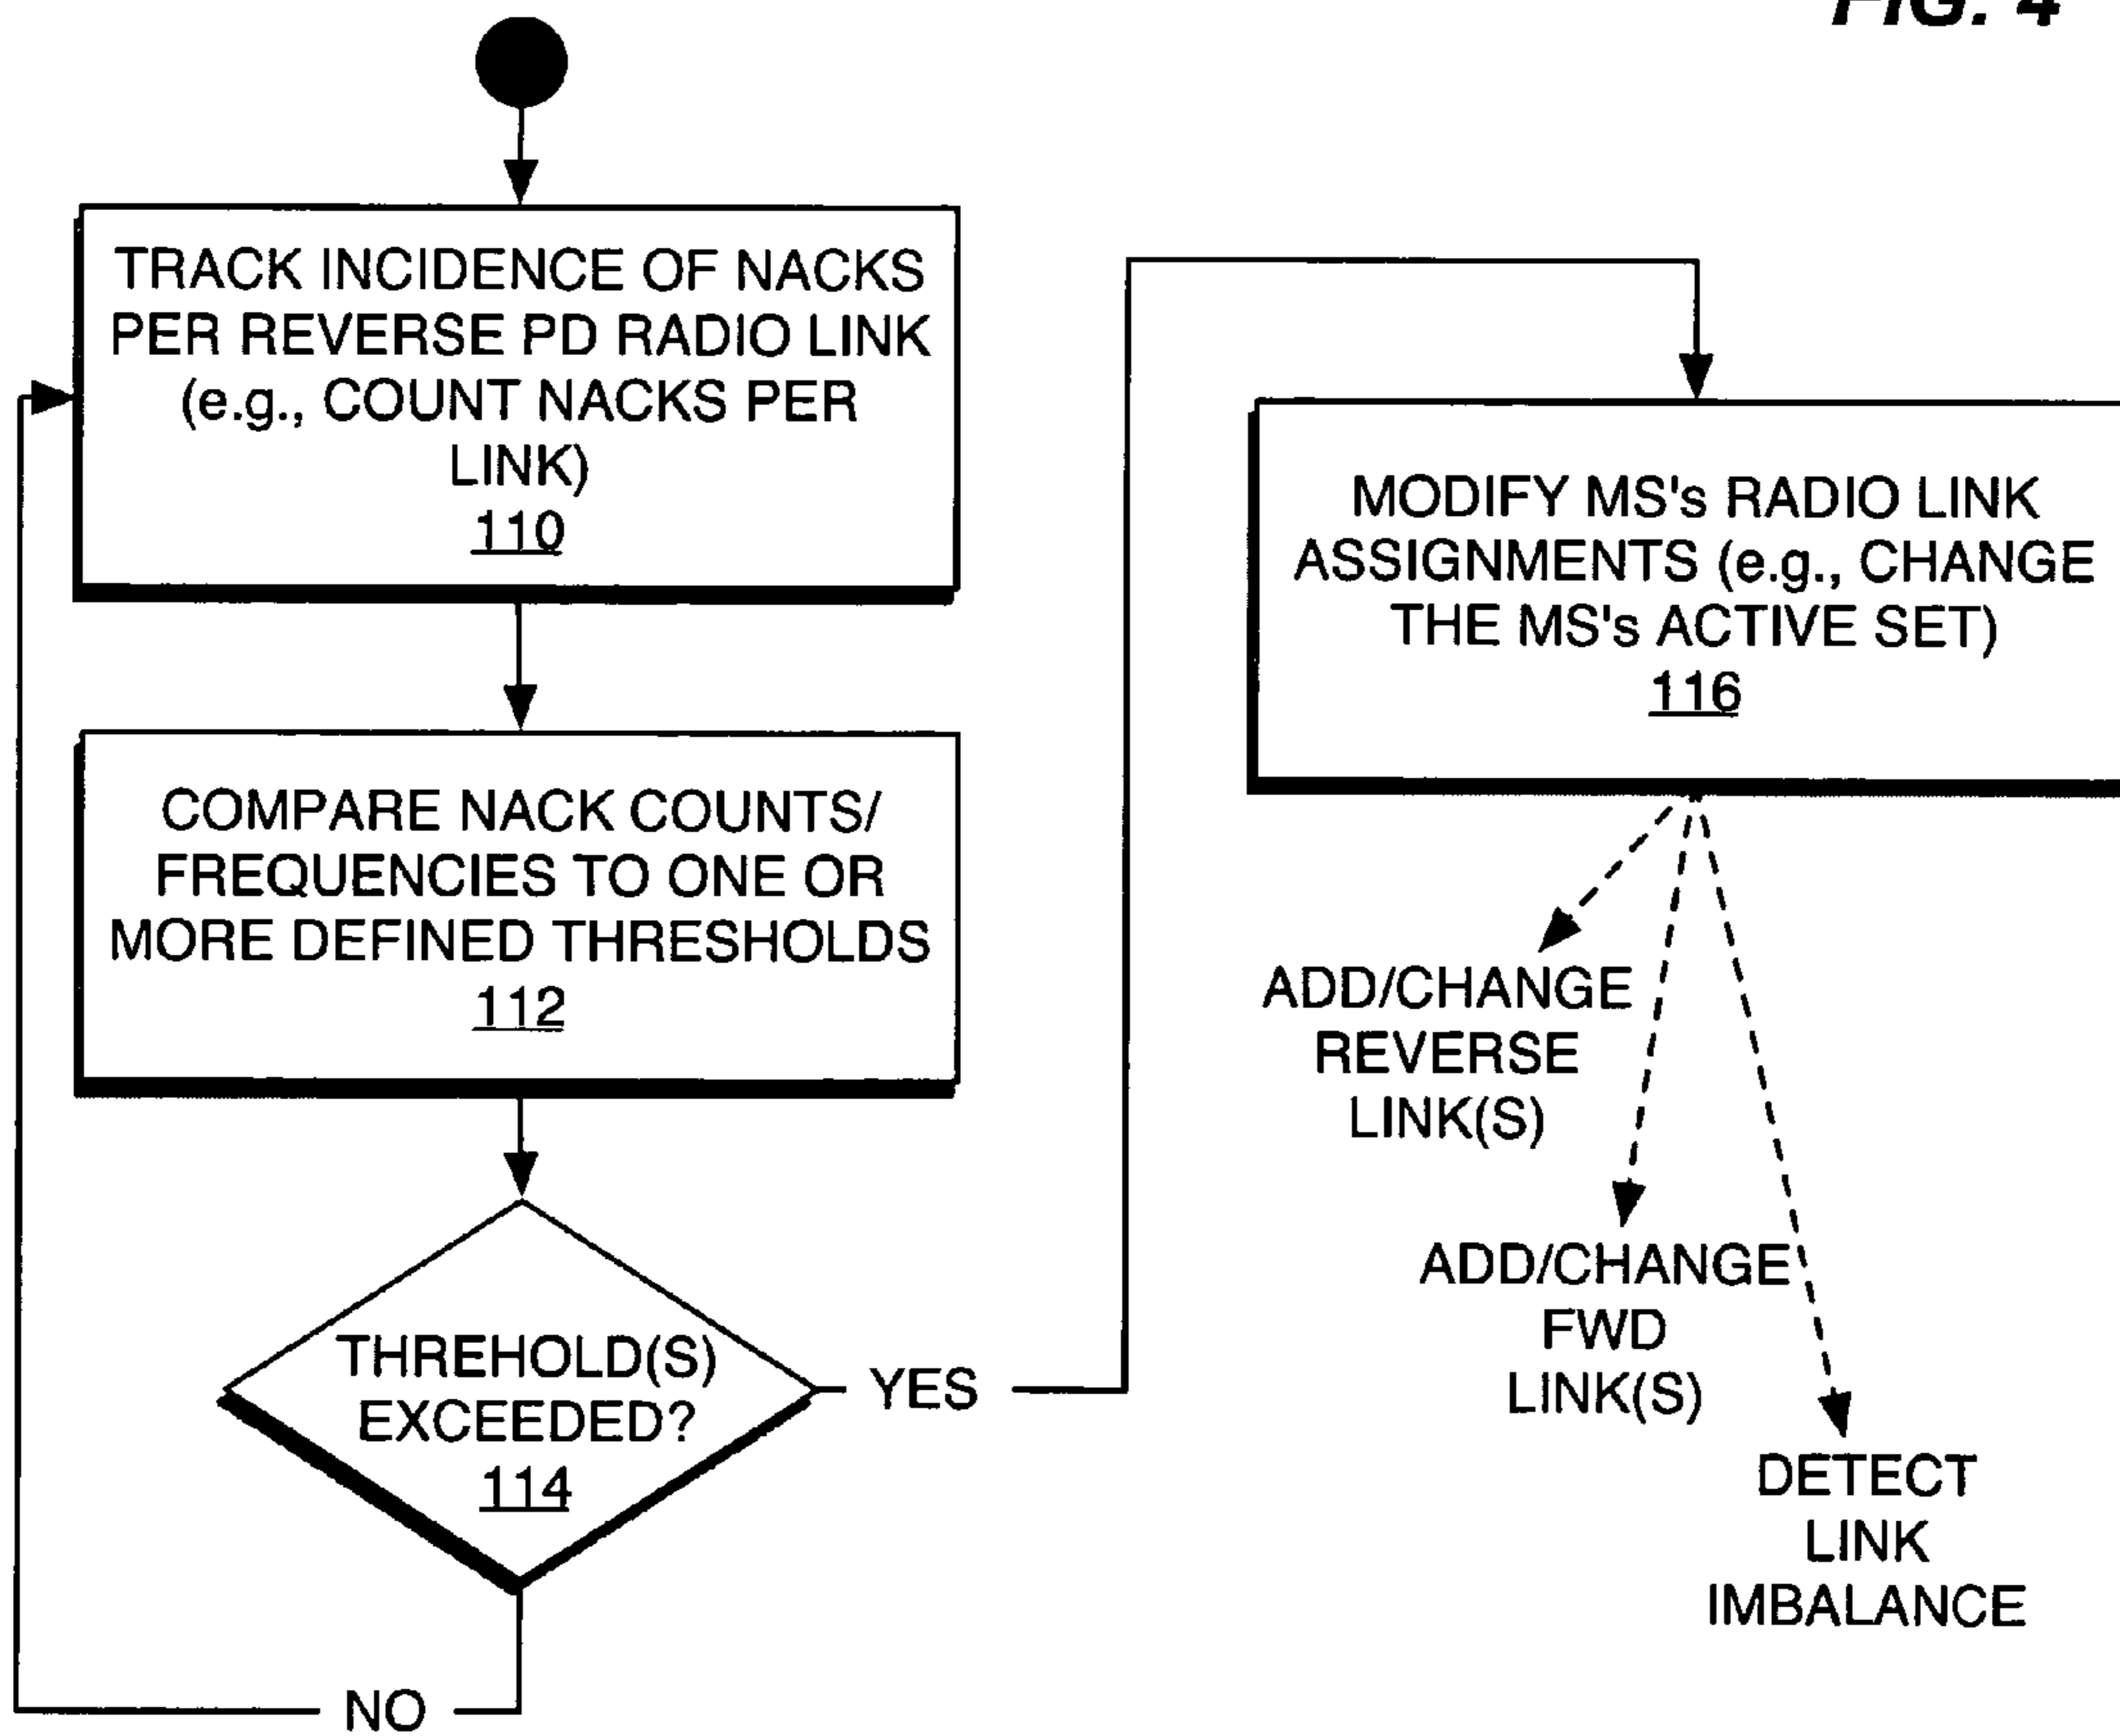 FIG. 4
TRACK INCIDENCE OF NACKS
PER REVERSE PD RADIO LINK
(e.g., COUNT NACKS PER
LINK)
110
COMPARE NACK COUNTS/
FREQUENCIES TO ONE OR
MORE DEFINED THRESHOLDS
112
THREHOLD(S)
EXCEEDED?
114
YES
NO
MODIFY MS's RADIO LINK
ASSIGNMENTS (e.g., CHANGE
THE MS's ACTIVE SET)
116
ADD/CHANGE
REVERSE
LINK(S)
ADD/CHANGE
FWD
LINK(S)
DETECT
LINK
IMBALANCE